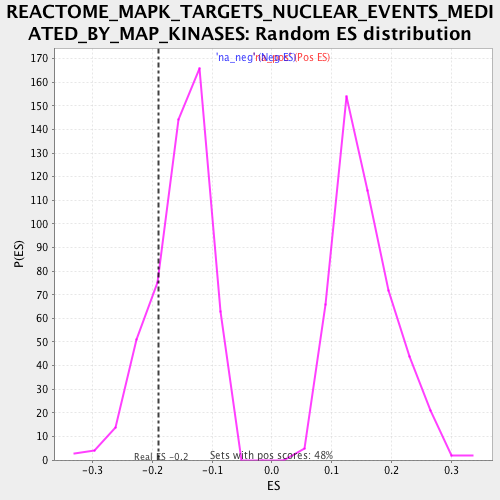 REACTOME_MAPK_TARGETS_NUCLEAR_EVENTS_MEDI
ATED_BY_MAP_KINASES: Random ES distribution
'na_neg' (Neg ES)
'na_pos' (Pos ES)
170
160
150
140
130
120
110
100
90
80
70
60
50
40
30
20
10
0
P(ES)
Real ES -0.2
Sets with pos scores: 48%
-0.3 -0.2 -0.1 0.0 0.1 0.2 0.3
ES